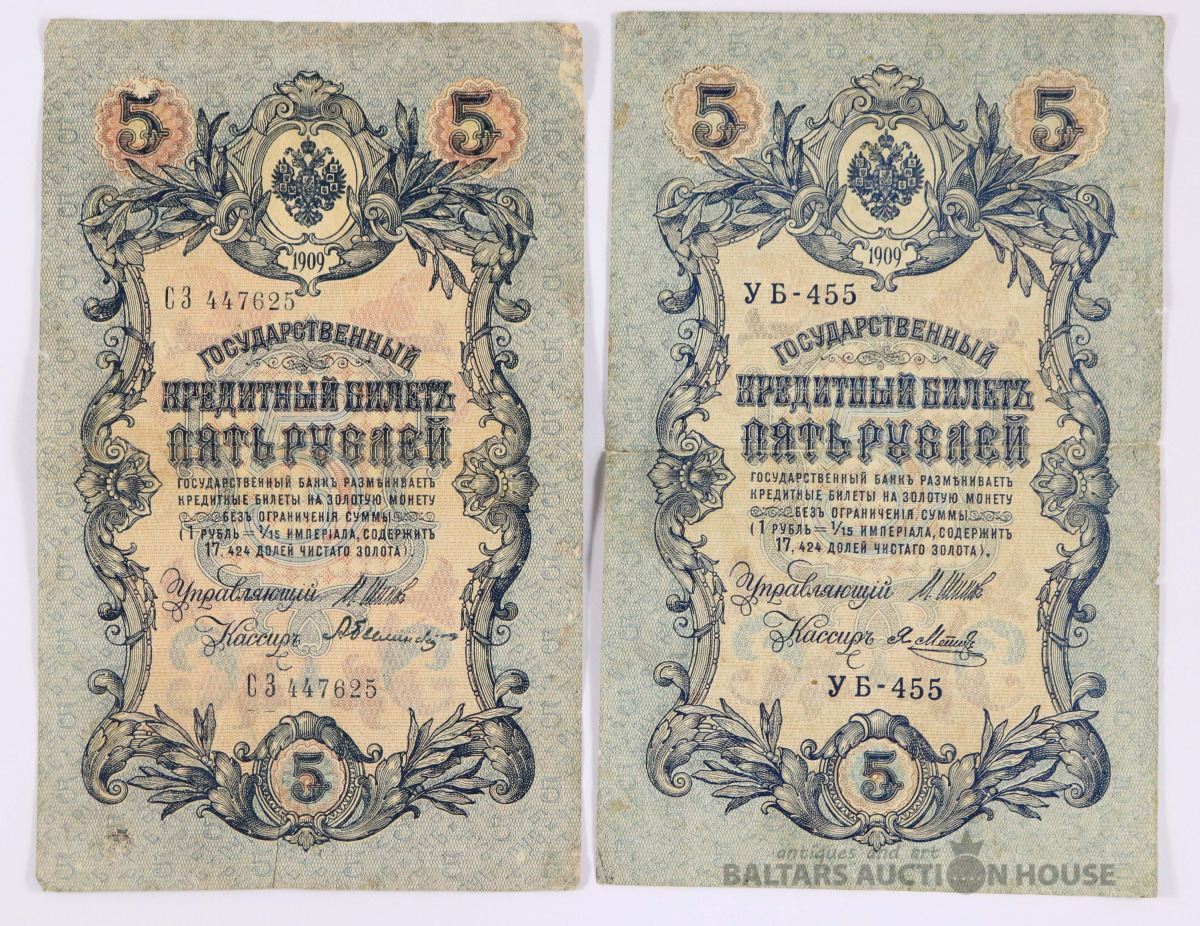 5 5
1909
СЗ 447625
ГОСУДАРСТВЕННЫЙ
КРЕДИТНЫЙ БИЛЕТЪ
ПЯТЬ РУБЛЕЙ
ГОСУДАРСТВЕННЫЙ БАНКЪ РАЗМѢНИВАЕТЪ
КРЕДИТНЫЕ БИЛЕТЫ НА ЗОЛОТУЮ МОНЕТУ
БЕЗЪ ОГРАНИЧЕНІЯ СУММЫ
(1 РУБЛЬ = 1/15 ИМПЕРІАЛА, СОДЕРЖИТЪ
17,424 ДОЛЕЙ ЧИСТАГО ЗОЛОТА).
Управляющій И. Шипов
Кассиръ
СЗ 447625
5
5 5
1909
УБ-455
ГОСУДАРСТВЕННЫЙ
КРЕДИТНЫЙ БИЛЕТЪ
ПЯТЬ РУБЛЕЙ
ГОСУДАРСТВЕННЫЙ БАНКЪ РАЗМѢНИВАЕТЪ
КРЕДИТНЫЕ БИЛЕТЫ НА ЗОЛОТУЮ МОНЕТУ
БЕЗЪ ОГРАНИЧЕНІЯ СУММЫ
(1 РУБЛЬ = 1/15 ИМПЕРІАЛА, СОДЕРЖИТЪ
17,424 ДОЛЕЙ ЧИСТАГО ЗОЛОТА).
Управляющій И. Шипов
Кассиръ Я. Метцъ
УБ-455
5
antiques and art
BALTARS AUCTION HOUSE